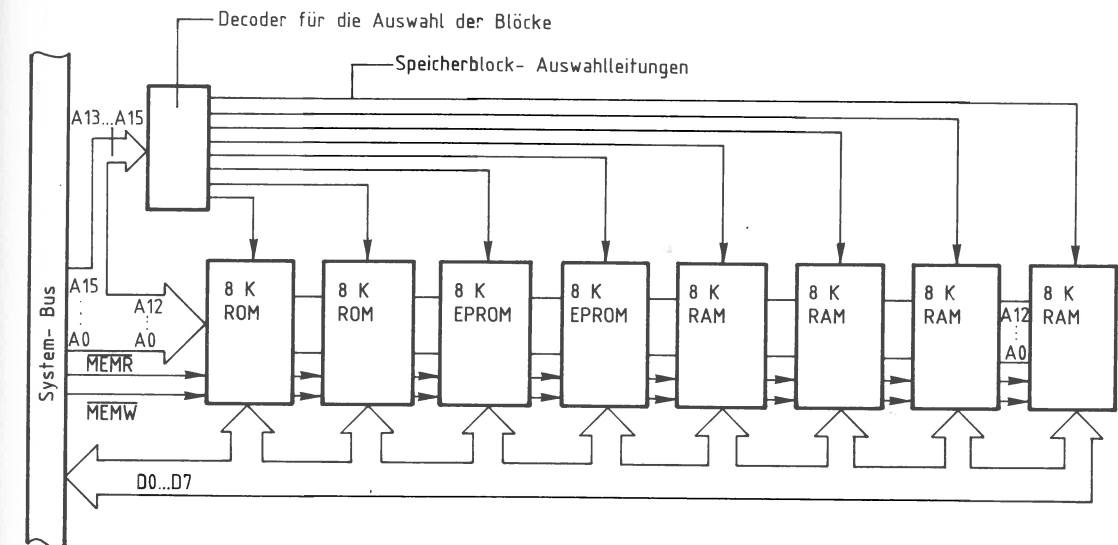 Decoder für die Auswahl der Blöcke
Speicherblock- Auswahlleitungen
A13...A15
System- Bus
A15
A12
A0
A0
MEMR
MEMW
8 K
ROM
8 K
ROM
8 K
EPROM
8 K
EPROM
8 K
RAM
8 K
RAM
8 K
RAM
A12
A0
8 K
RAM
D0...D7